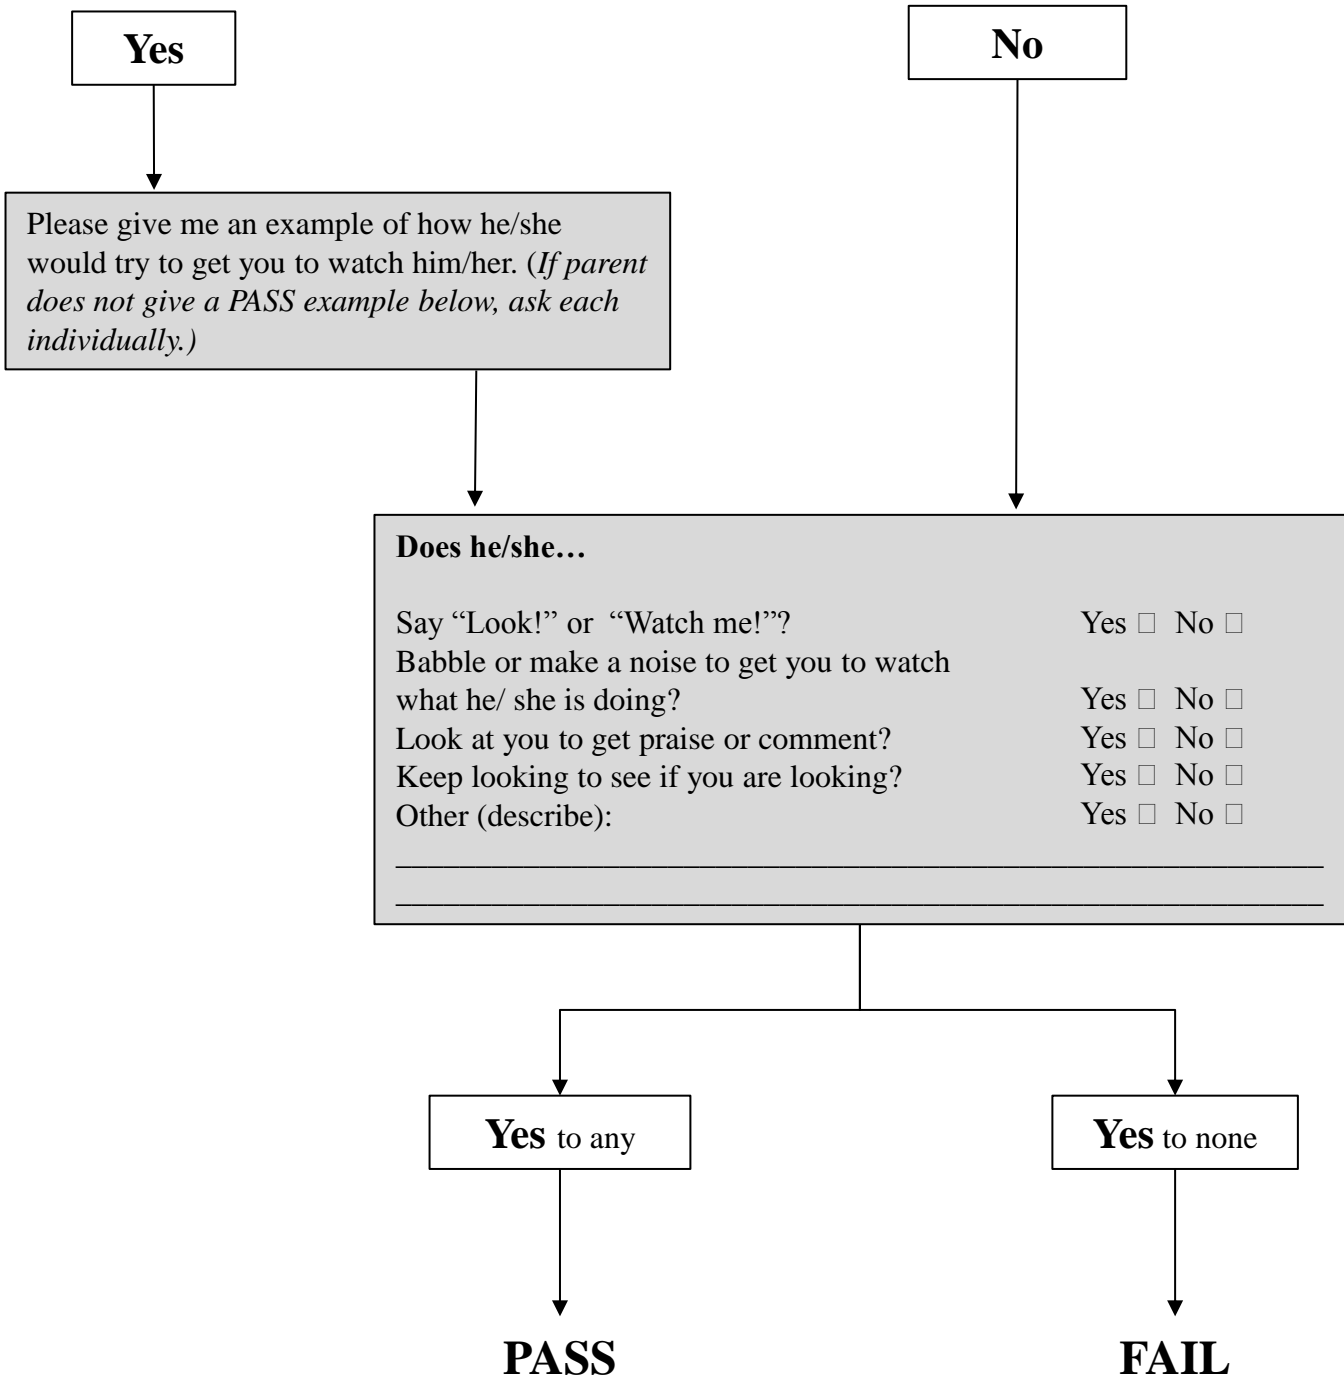 Yes
No
Please give me an example of how he/she
would try to get you to watch him/her. (If parent
does not give a PASS example below, ask each
individually.)
Does he/she…
Say “Look!” or “Watch me!”? Yes □ No □
Babble or make a noise to get you to watch
what he/ she is doing? Yes □ No □
Look at you to get praise or comment? Yes □ No □
Keep looking to see if you are looking? Yes □ No □
Other (describe): Yes □ No □
Yes to any
Yes to none
PASS
FAIL